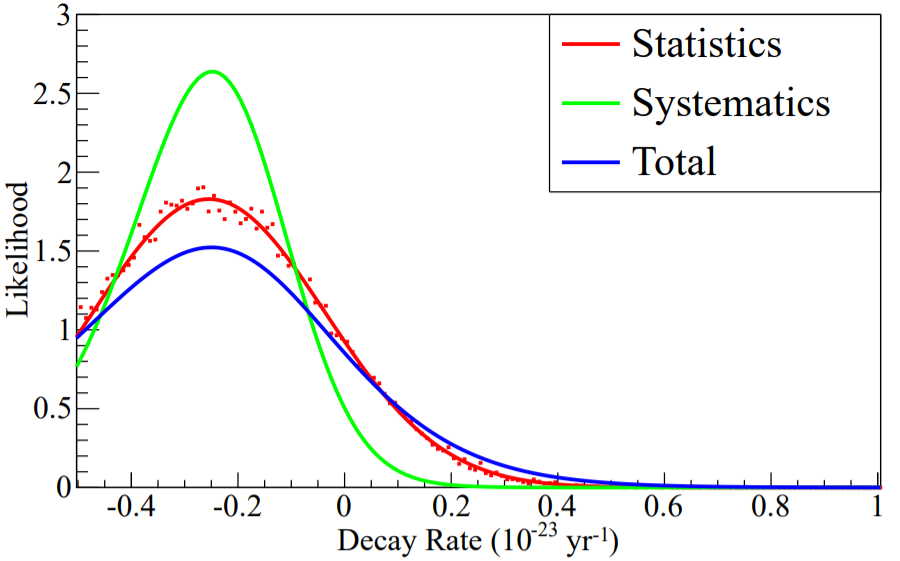 3
2.5
2
1.5
1
0.5
0
Likelihood
Statistics
Systematics
Total
-0.4 -0.2 0 0.2 0.4 0.6 0.8 1
Decay Rate (10⁻²³ yr⁻¹)